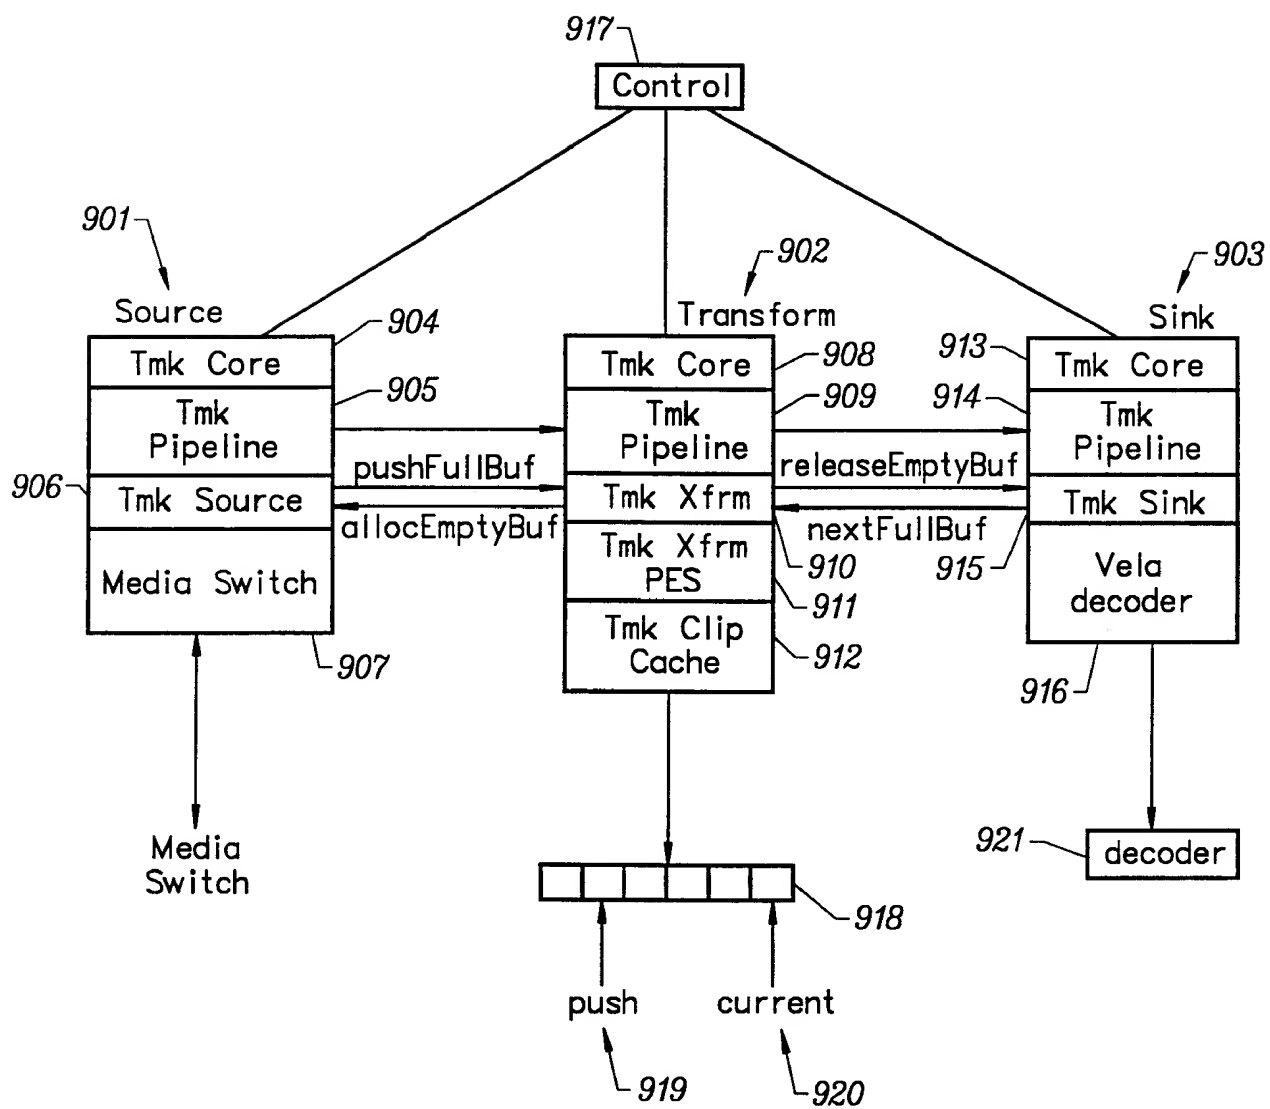 917
Control
901
902
903
Source
Transform
Sink
904
908
913
Tmk Core
Tmk Core
Tmk Core
905
909
914
Tmk
Pipeline
Tmk
Pipeline
Tmk
Pipeline
pushFullBuf
releaseEmptyBuf
906
Tmk Source
Tmk Xfrm
Tmk Sink
allocEmptyBuf
nextFullBuf
910
915
Media Switch
Tmk Xfrm
PES
Vela
decoder
911
907
Tmk Clip
Cache
912
916
Media
Switch
921
decoder
918
push
current
919
920